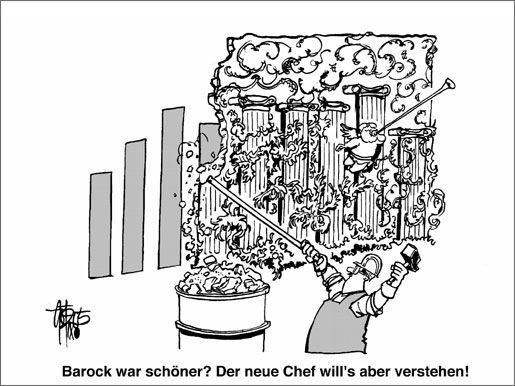 Barock war schöner? Der neue Chef will's aber verstehen!